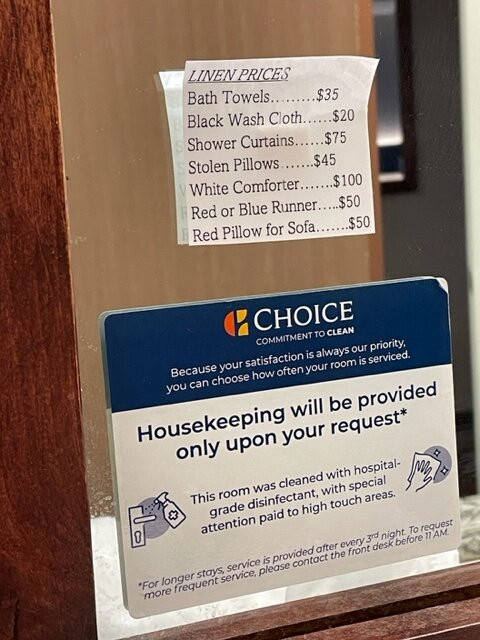 LINEN PRICES
Bath Towels.........$35
Black Wash Cloth......$20
Shower Curtains......$75
Stolen Pillows......$45
White Comforter.......$100
Red or Blue Runner....$50
Red Pillow for Sofa.......$50
CHOICE
COMMITMENT TO CLEAN
Because your satisfaction is always our priority,
you can choose how often your room is serviced.
Housekeeping will be provided
only upon your request*
This room was cleaned with hospital-
grade disinfectant, with special
attention paid to high touch areas.
*For longer stays, service is provided after every 3rd night. To request
more frequent service, please contact the front desk before 11 AM.